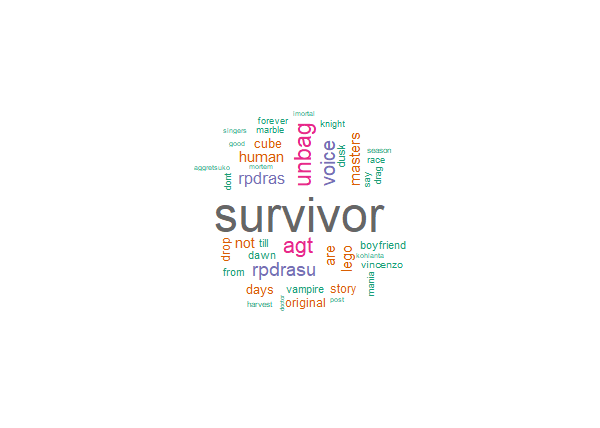 imortal
forever
knight
singers
marble
unbag
good
cube
voice
dusk
masters
season
human
race
aggretsuko
mortem
dont
rpdras
say
drag
survivor
drop
not
till
agt
are
lego
boyfriend
dawn
kohlanta
from
rpdrasu
vincenzo
mania
days
vampire
story
harvest
original
post